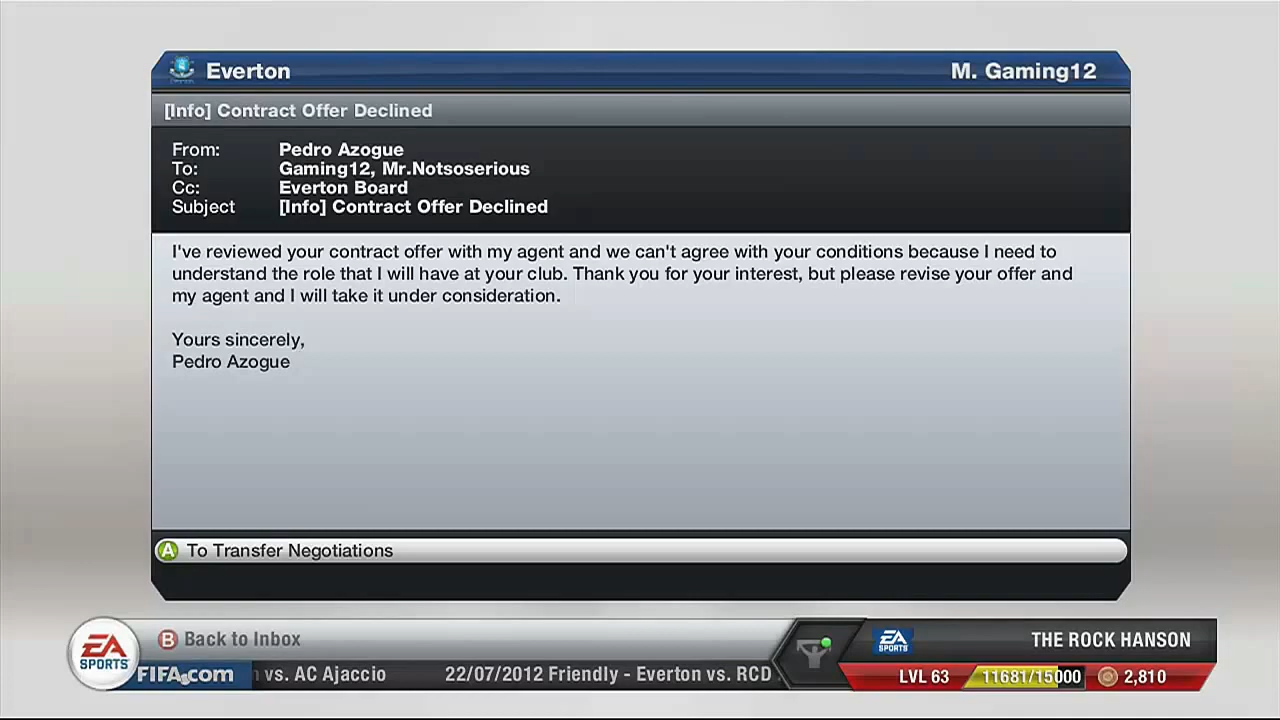 Everton
M. Gaming12
[Info] Contract Offer Declined
From: Pedro Azogue
To: Gaming12, Mr.Notsoserious
Cc: Everton Board
Subject [Info] Contract Offer Declined
I've reviewed your contract offer with my agent and we can't agree with your conditions because I need to
understand the role that I will have at your club. Thank you for your interest, but please revise your offer and
my agent and I will take it under consideration.
Yours sincerely,
Pedro Azogue
A To Transfer Negotiations
EA SPORTS
B Back to Inbox
EA SPORTS
THE ROCK HANSON
FIFA.com
vs. AC Ajaccio
22/07/2012 Friendly - Everton vs. RCD
LVL 63
11681/15000
2,810